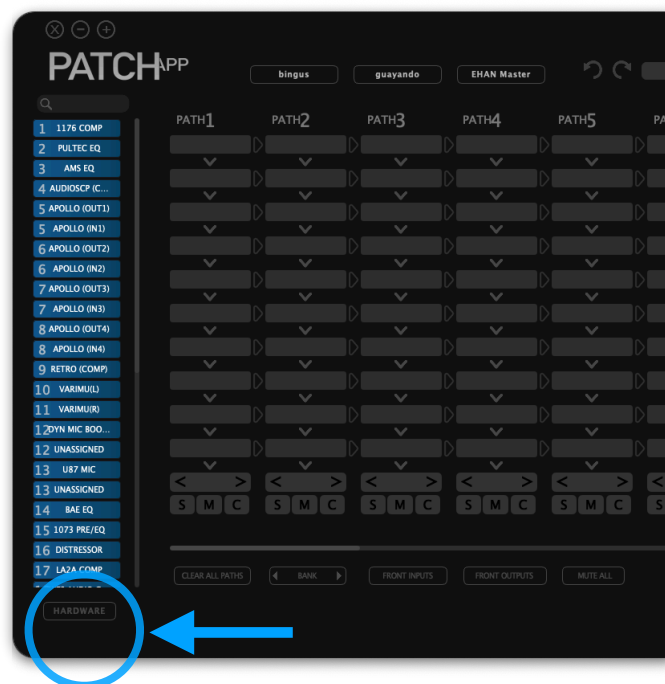 PATCHAPP
bingus guayando EHAN Master
PATH1 PATH2 PATH3 PATH4 PATH5 PA
1 1176 COMP
2 PULTEC EQ
3 AMS EQ
4 AUDIOSCP (C...
5 APOLLO (OUT1)
5 APOLLO (IN1)
6 APOLLO (OUT2)
6 APOLLO (IN2)
7 APOLLO (OUT3)
7 APOLLO (IN3)
8 APOLLO (OUT4)
8 APOLLO (IN4)
9 RETRO (COMP)
10 VARIMU(L)
11 VARIMU(R)
12 DYN MIC BOO...
12 UNASSIGNED
13 U87 MIC
13 UNASSIGNED
14 BAE EQ
15 1073 PRE/EQ
16 DISTRESSOR
17 LA2A COMP
< > < > < > < > < > <
S M C S M C S M C S M C S M C S
CLEAR ALL PATHS BANK FRONT INPUTS FRONT OUTPUTS MUTE ALL
HARDWARE